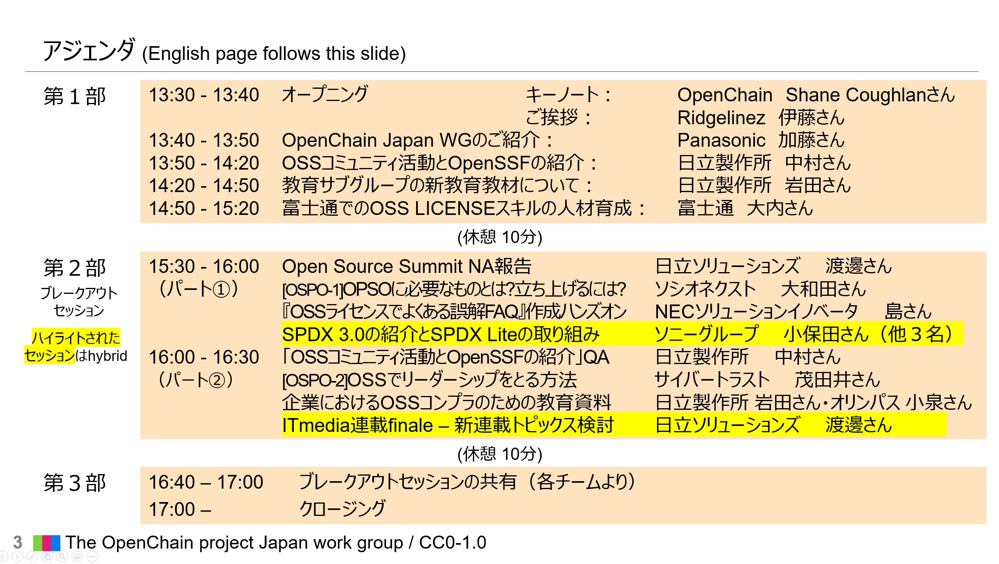 アジェンダ (English page follows this slide)
第１部
13:30 - 13:40 オープニング キーノート： OpenChain Shane Coughlanさん
ご挨拶： Ridgelinez 伊藤さん
13:40 - 13:50 OpenChain Japan WGのご紹介： Panasonic 加藤さん
13:50 - 14:20 OSSコミュニティ活動とOpenSSFの紹介： 日立製作所 中村さん
14:20 - 14:50 教育サブグループの新教育教材について： 日立製作所 岩田さん
14:50 - 15:20 富士通でのOSS LICENSEスキルの人材育成： 富士通 大内さん
(休憩 10分)
第２部
ブレークアウト
セッション
ハイライトされた
セッションはhybrid
15:30 - 16:00 Open Source Summit NA報告 日立ソリューションズ 渡邊さん
（パート①） [OSPO-1]OPSOに必要なものとは?立ち上げるには? ソシオネクスト 大和田さん
『OSSライセンスでよくある誤解FAQ』作成ハンズオン NECソリューションイノベータ 島さん
SPDX 3.0の紹介とSPDX Liteの取り組み ソニーグループ 小保田さん（他３名）
16:00 - 16:30 「OSSコミュニティ活動とOpenSSFの紹介」QA 日立製作所 中村さん
（パート②） [OSPO-2]OSSでリーダーシップをとる方法 サイバートラスト 茂田井さん
企業におけるOSSコンプラのための教育資料 日立製作所 岩田さん・オリンパス 小泉さん
ITmedia連載finale – 新連載トピックス検討 日立ソリューションズ 渡邊さん
(休憩 10分)
第３部
16:40 – 17:00 ブレークアウトセッションの共有（各チームより）
17:00 – クロージング
3 The OpenChain project Japan work group / CC0-1.0